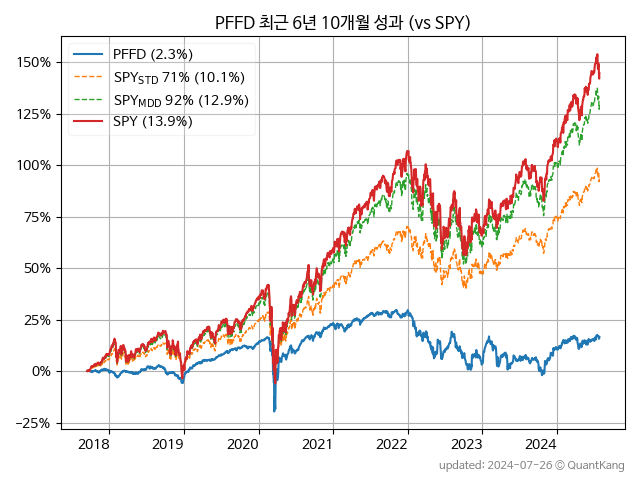 PFFD 최근 6년 10개월 성과 (vs SPY)
PFFD (2.3%)
SPY_STD 71% (10.1%)
SPY_MDD 92% (12.9%)
SPY (13.9%)
150%
125%
100%
75%
50%
25%
0%
−25%
2018 2019 2020 2021 2022 2023 2024
updated: 2024-07-26 © QuantKang